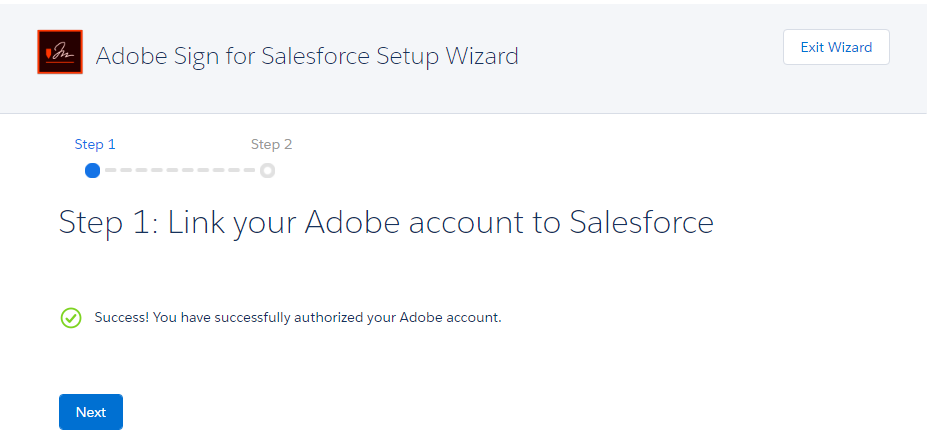 Adobe Sign for Salesforce Setup Wizard
Exit Wizard
Step 1
Step 2
Step 1: Link your Adobe account to Salesforce
Success! You have successfully authorized your Adobe account.
Next